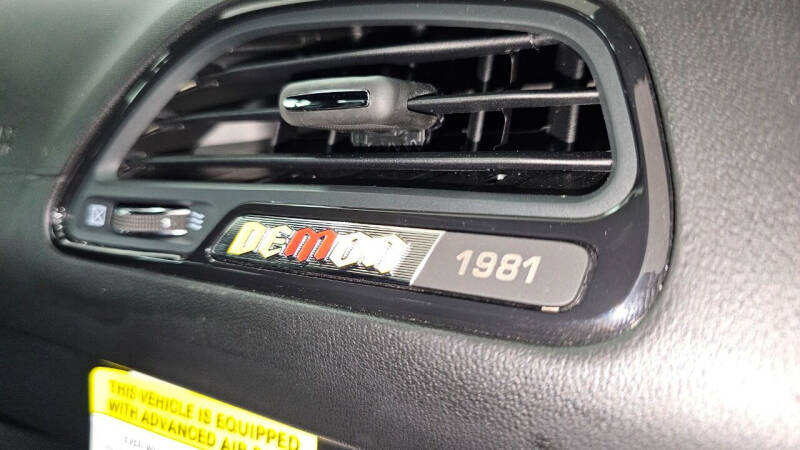 DEMON 1981
THIS VEHICLE IS EQUIPPED
WITH ADVANCED AIR